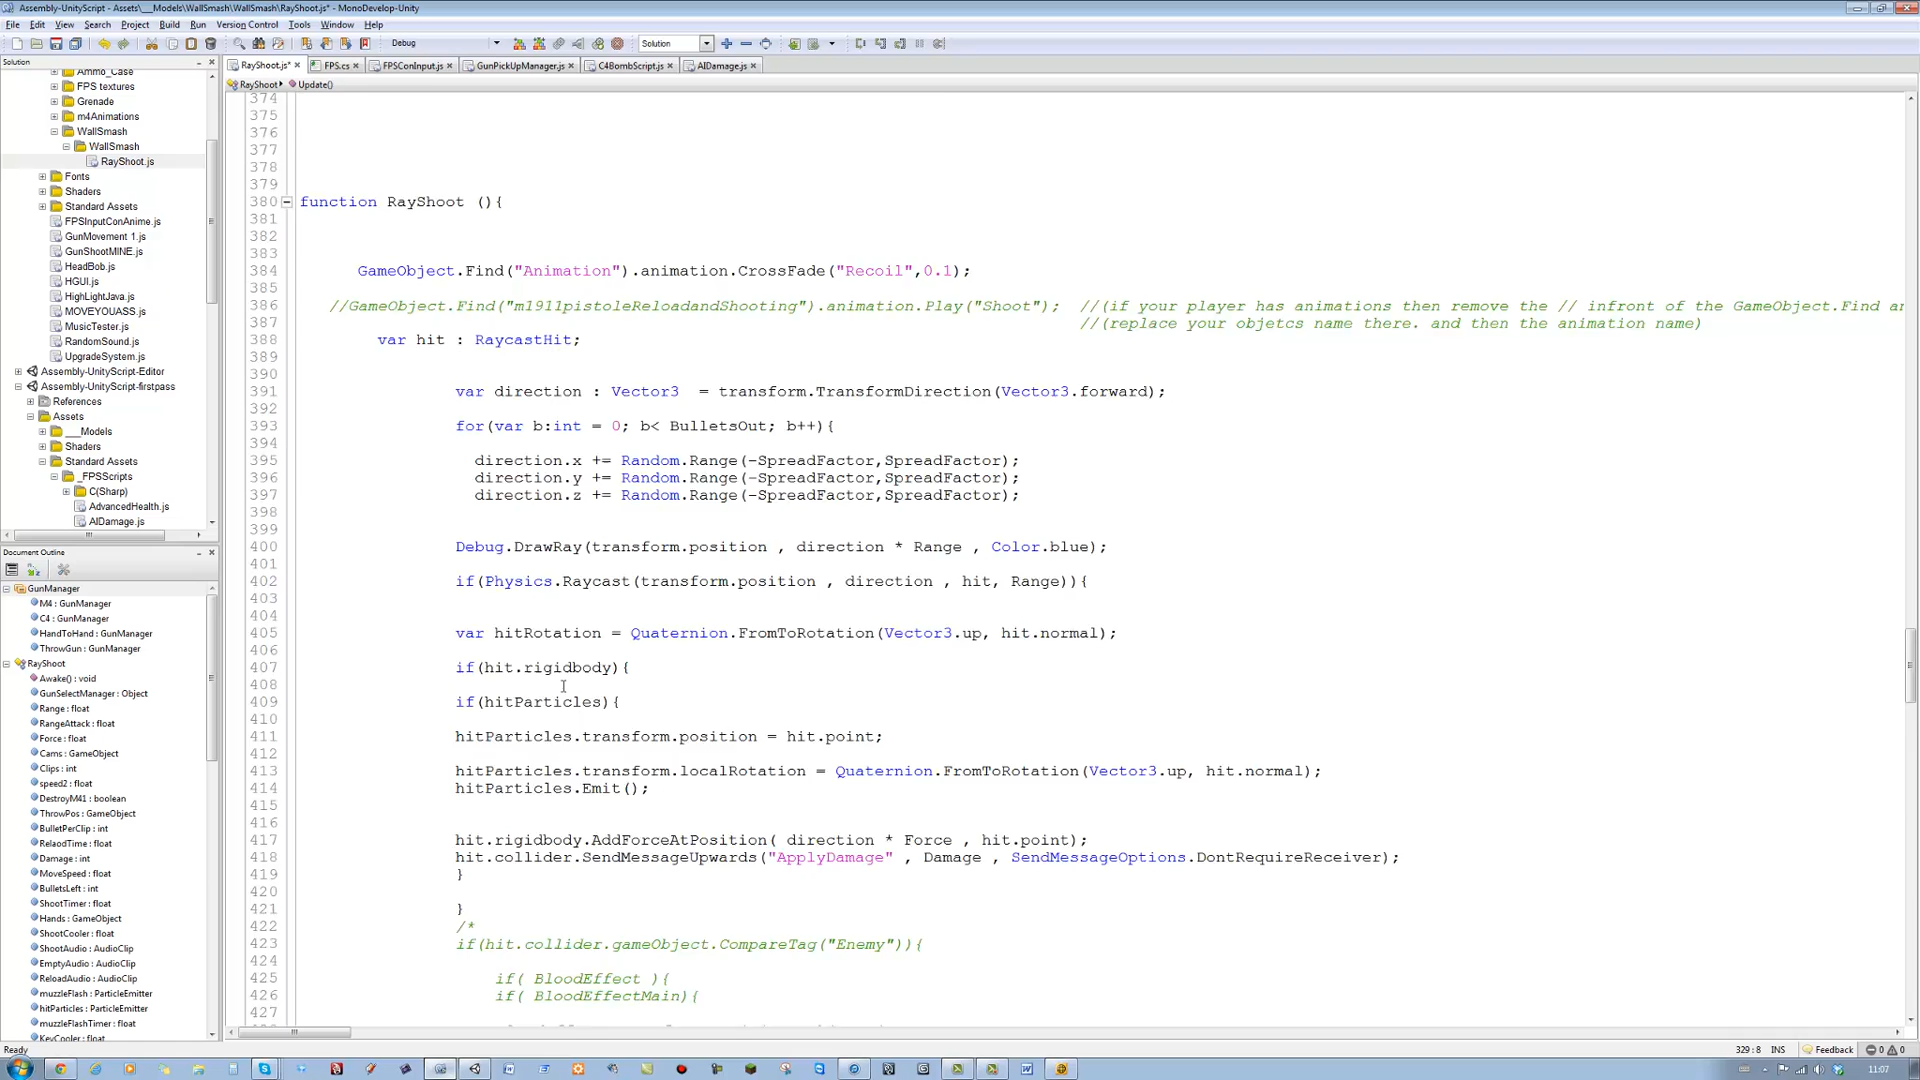 Assembly-UnityScript - Assets\__Models\WallSmash\WallSmash\RayShoot.js* - MonoDevelop-Unity
File Edit View Search Project Build Run Version Control Tools Window Help
Debug
Solution
Solution
RayShoot.js* × FPS.cs × FPSConInput.js × GunPickUpManager.js × C4BombScript.js × AIDamage.js ×
RayShoot Update()
Ammo_Case
FPS textures
Grenade
m4Animations
WallSmash
WallSmash
RayShoot.js
Fonts
Shaders
Standard Assets
FPSInputConAnime.js
GunMovement 1.js
GunShootMINE.js
HeadBob.js
HGUI.js
HighLightJava.js
MOVEYOUASS.js
MusicTester.js
RandomSound.js
UpgradeSystem.js
Assembly-UnityScript-Editor
Assembly-UnityScript-firstpass
References
Assets
___Models
Shaders
Standard Assets
_FPSScripts
C(Sharp)
AdvancedHealth.js
AIDamage.js
Document Outline
GunManager
M4 : GunManager
C4 : GunManager
HandToHand : GunManager
ThrowGun : GunManager
RayShoot
Awake() : void
GunSelectManager : Object
Range : float
RangeAttack : float
Force : float
Cams : GameObject
Clips : int
speed2 : float
DestroyM41 : boolean
ThrowPos : GameObject
BulletPerClip : int
RelaodTime : float
Damage : int
MoveSpeed : float
BulletsLeft : int
ShootTimer : float
Hands : GameObject
ShootCooler : float
ShootAudio : AudioClip
EmptyAudio : AudioClip
ReloadAudio : AudioClip
muzzleFlash : ParticleEmitter
hitParticles : ParticleEmitter
muzzleFlashTimer : float
KeyCooler : float
374
375
376
377
378
379
380 function RayShoot (){
381
382
383
384 GameObject.Find("Animation").animation.CrossFade("Recoil",0.1);
385
386 //GameObject.Find("m1911pistoleReloadandShooting").animation.Play("Shoot"); //(if your player has animations then remove the // infront of the GameObject.Find an
387 //(replace your objetcs name there. and then the animation name)
388 var hit : RaycastHit;
389
390
391 var direction : Vector3 = transform.TransformDirection(Vector3.forward);
392
393 for(var b:int = 0; b< BulletsOut; b++){
394
395 direction.x += Random.Range(-SpreadFactor,SpreadFactor);
396 direction.y += Random.Range(-SpreadFactor,SpreadFactor);
397 direction.z += Random.Range(-SpreadFactor,SpreadFactor);
398
399
400 Debug.DrawRay(transform.position , direction * Range , Color.blue);
401
402 if(Physics.Raycast(transform.position , direction , hit, Range)){
403
404
405 var hitRotation = Quaternion.FromToRotation(Vector3.up, hit.normal);
406
407 if(hit.rigidbody){
408
409 if(hitParticles){
410
411 hitParticles.transform.position = hit.point;
412
413 hitParticles.transform.localRotation = Quaternion.FromToRotation(Vector3.up, hit.normal);
414 hitParticles.Emit();
415
416
417 hit.rigidbody.AddForceAtPosition( direction * Force , hit.point);
418 hit.collider.SendMessageUpwards("ApplyDamage" , Damage , SendMessageOptions.DontRequireReceiver);
419 }
420
421 }
422 /*
423 if(hit.collider.gameObject.CompareTag("Enemy")){
424
425 if( BloodEffect ){
426 if( BloodEffectMain){
427
Ready
329 : 8 INS Feedback 0 0
11:07